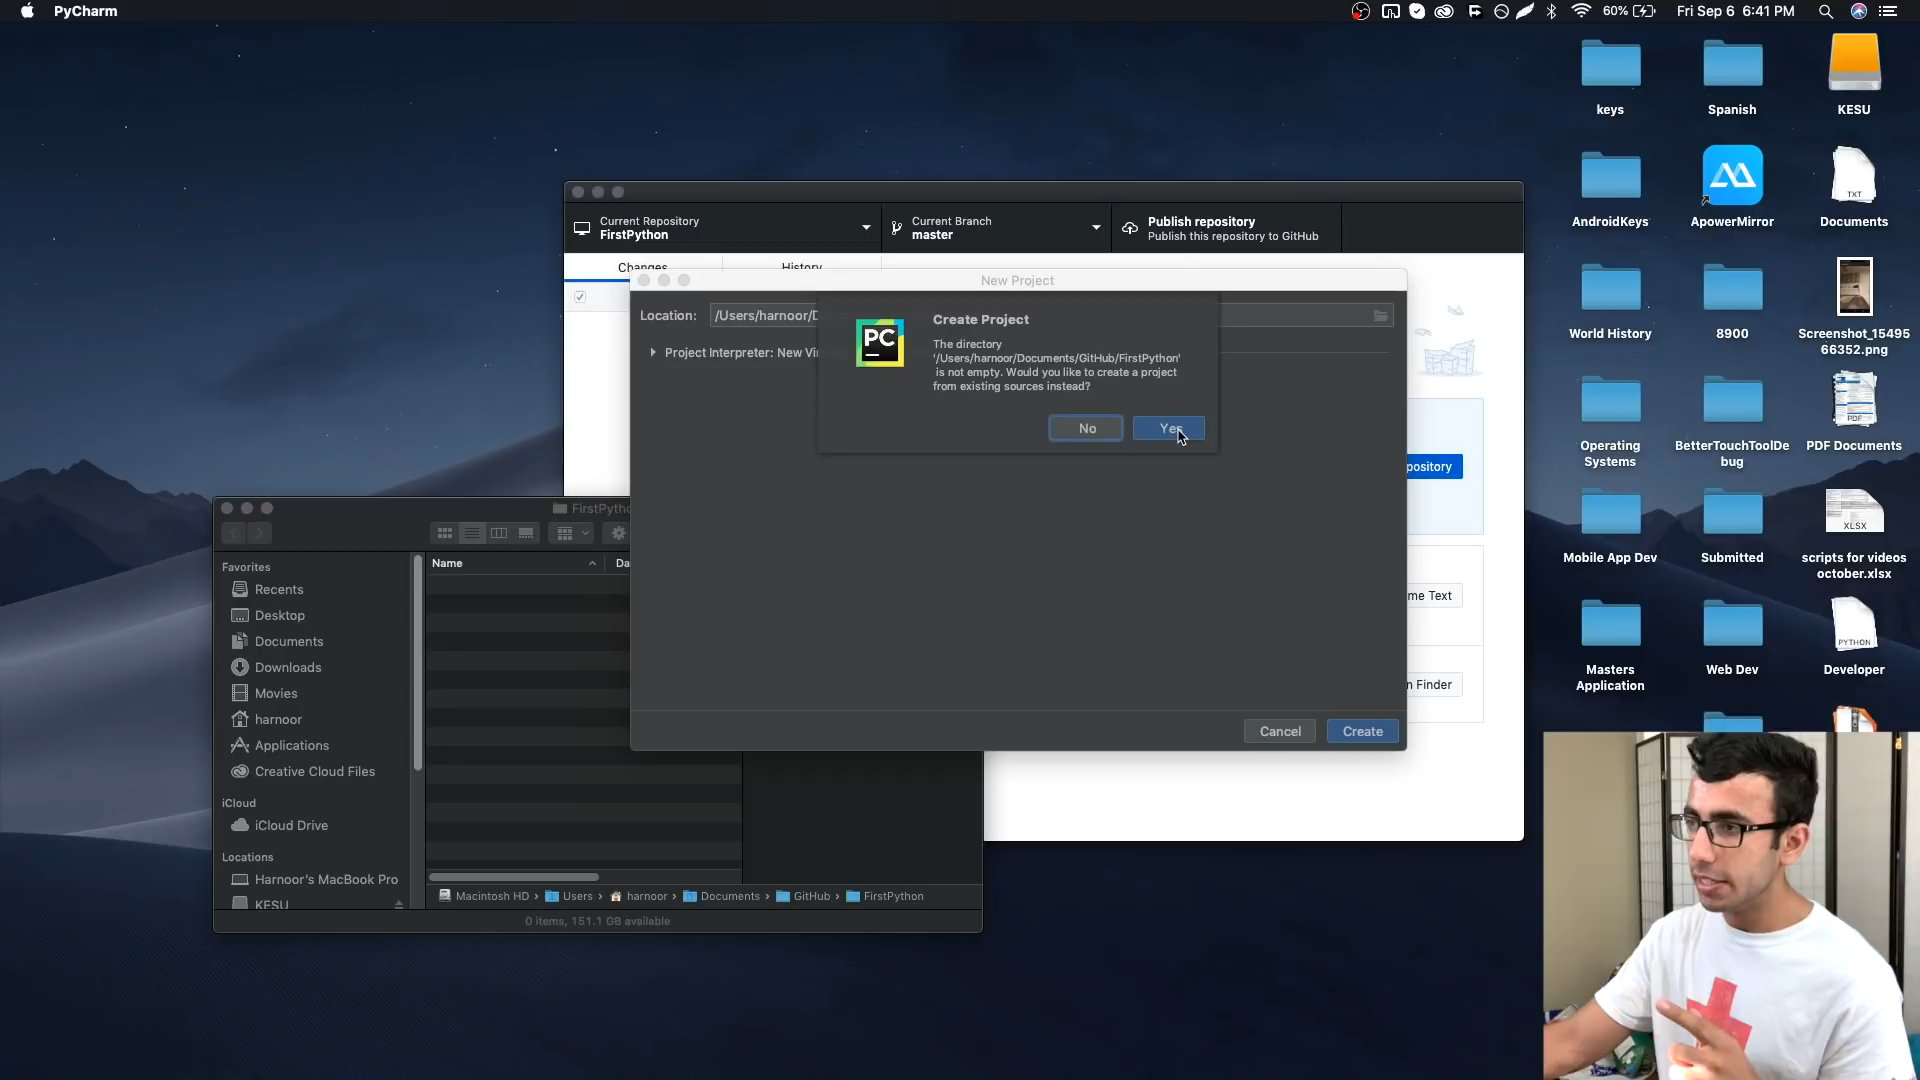 PyCharm
60%
Fri Sep 6 6:41 PM
keys
Spanish
KESU
AndroidKeys
ApowerMirror
TXT
Documents
World History
8900
Screenshot_15495
66352.png
Operating
Systems
BetterTouchToolDe
bug
PDF
PDF Documents
Mobile App Dev
Submitted
XLSX
scripts for videos
october.xlsx
Masters
Application
Web Dev
PYTHON
Developer
Current Repository
FirstPython
Current Branch
master
Publish repository
Publish this repository to GitHub
Changes
History
New Project
Location:
/Users/harnoor/D
Project Interpreter: New Vi
PC
Create Project
The directory
'/Users/harnoor/Documents/GitHub/FirstPython'
is not empty. Would you like to create a project
from existing sources instead?
No
Yes
pository
me Text
n Finder
Cancel
Create
FirstPytho
Name
Da
Favorites
Recents
Desktop
Documents
Downloads
Movies
harnoor
Applications
Creative Cloud Files
iCloud
iCloud Drive
Locations
Harnoor's MacBook Pro
KESU
Macintosh HD › Users › harnoor › Documents › GitHub › FirstPython
0 items, 151.1 GB available